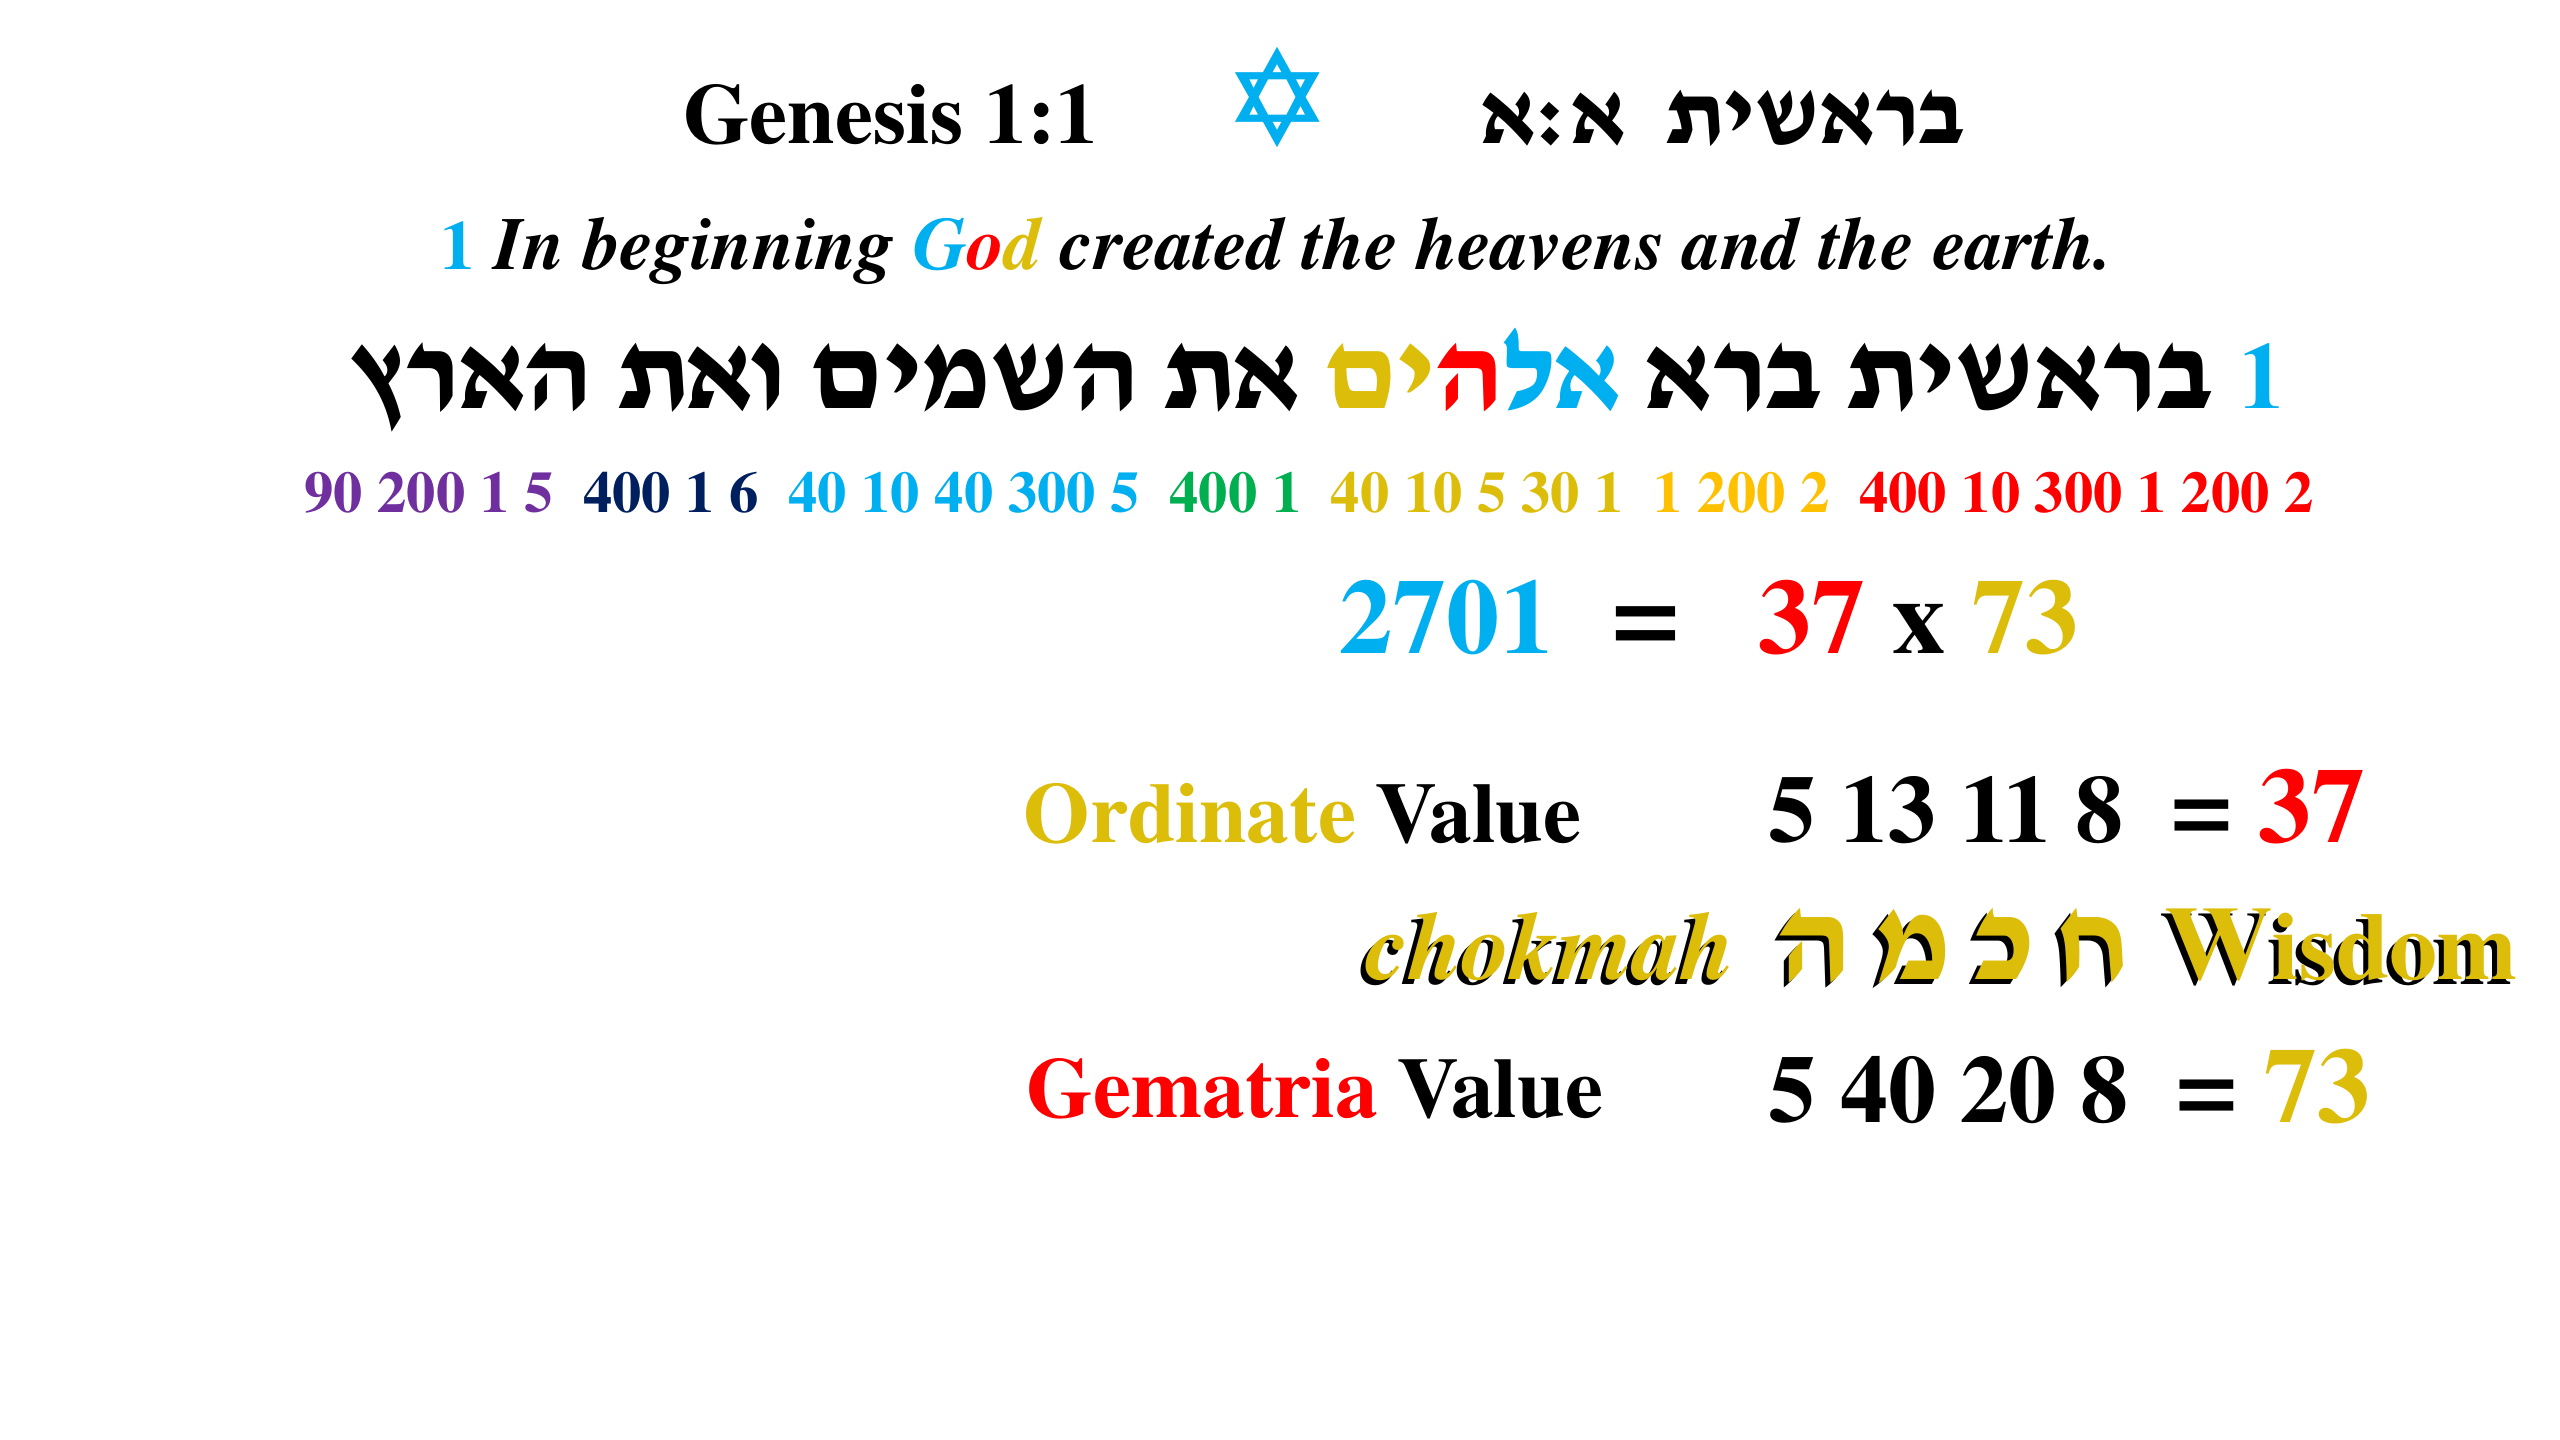 Genesis 1:1 ✡ בראשית א:א
1 In beginning God created the heavens and the earth.
1 בראשית ברא אלהים את השמים ואת הארץ
90 200 1 5 400 1 6 40 10 40 300 5 400 1 40 10 5 30 1 1 200 2 400 10 300 1 200 2
2701 = 37 x 73
Ordinate Value 5 13 11 8 = 37
chokmah ח כ מ ה Wisdom
Gematria Value 5 40 20 8 = 73